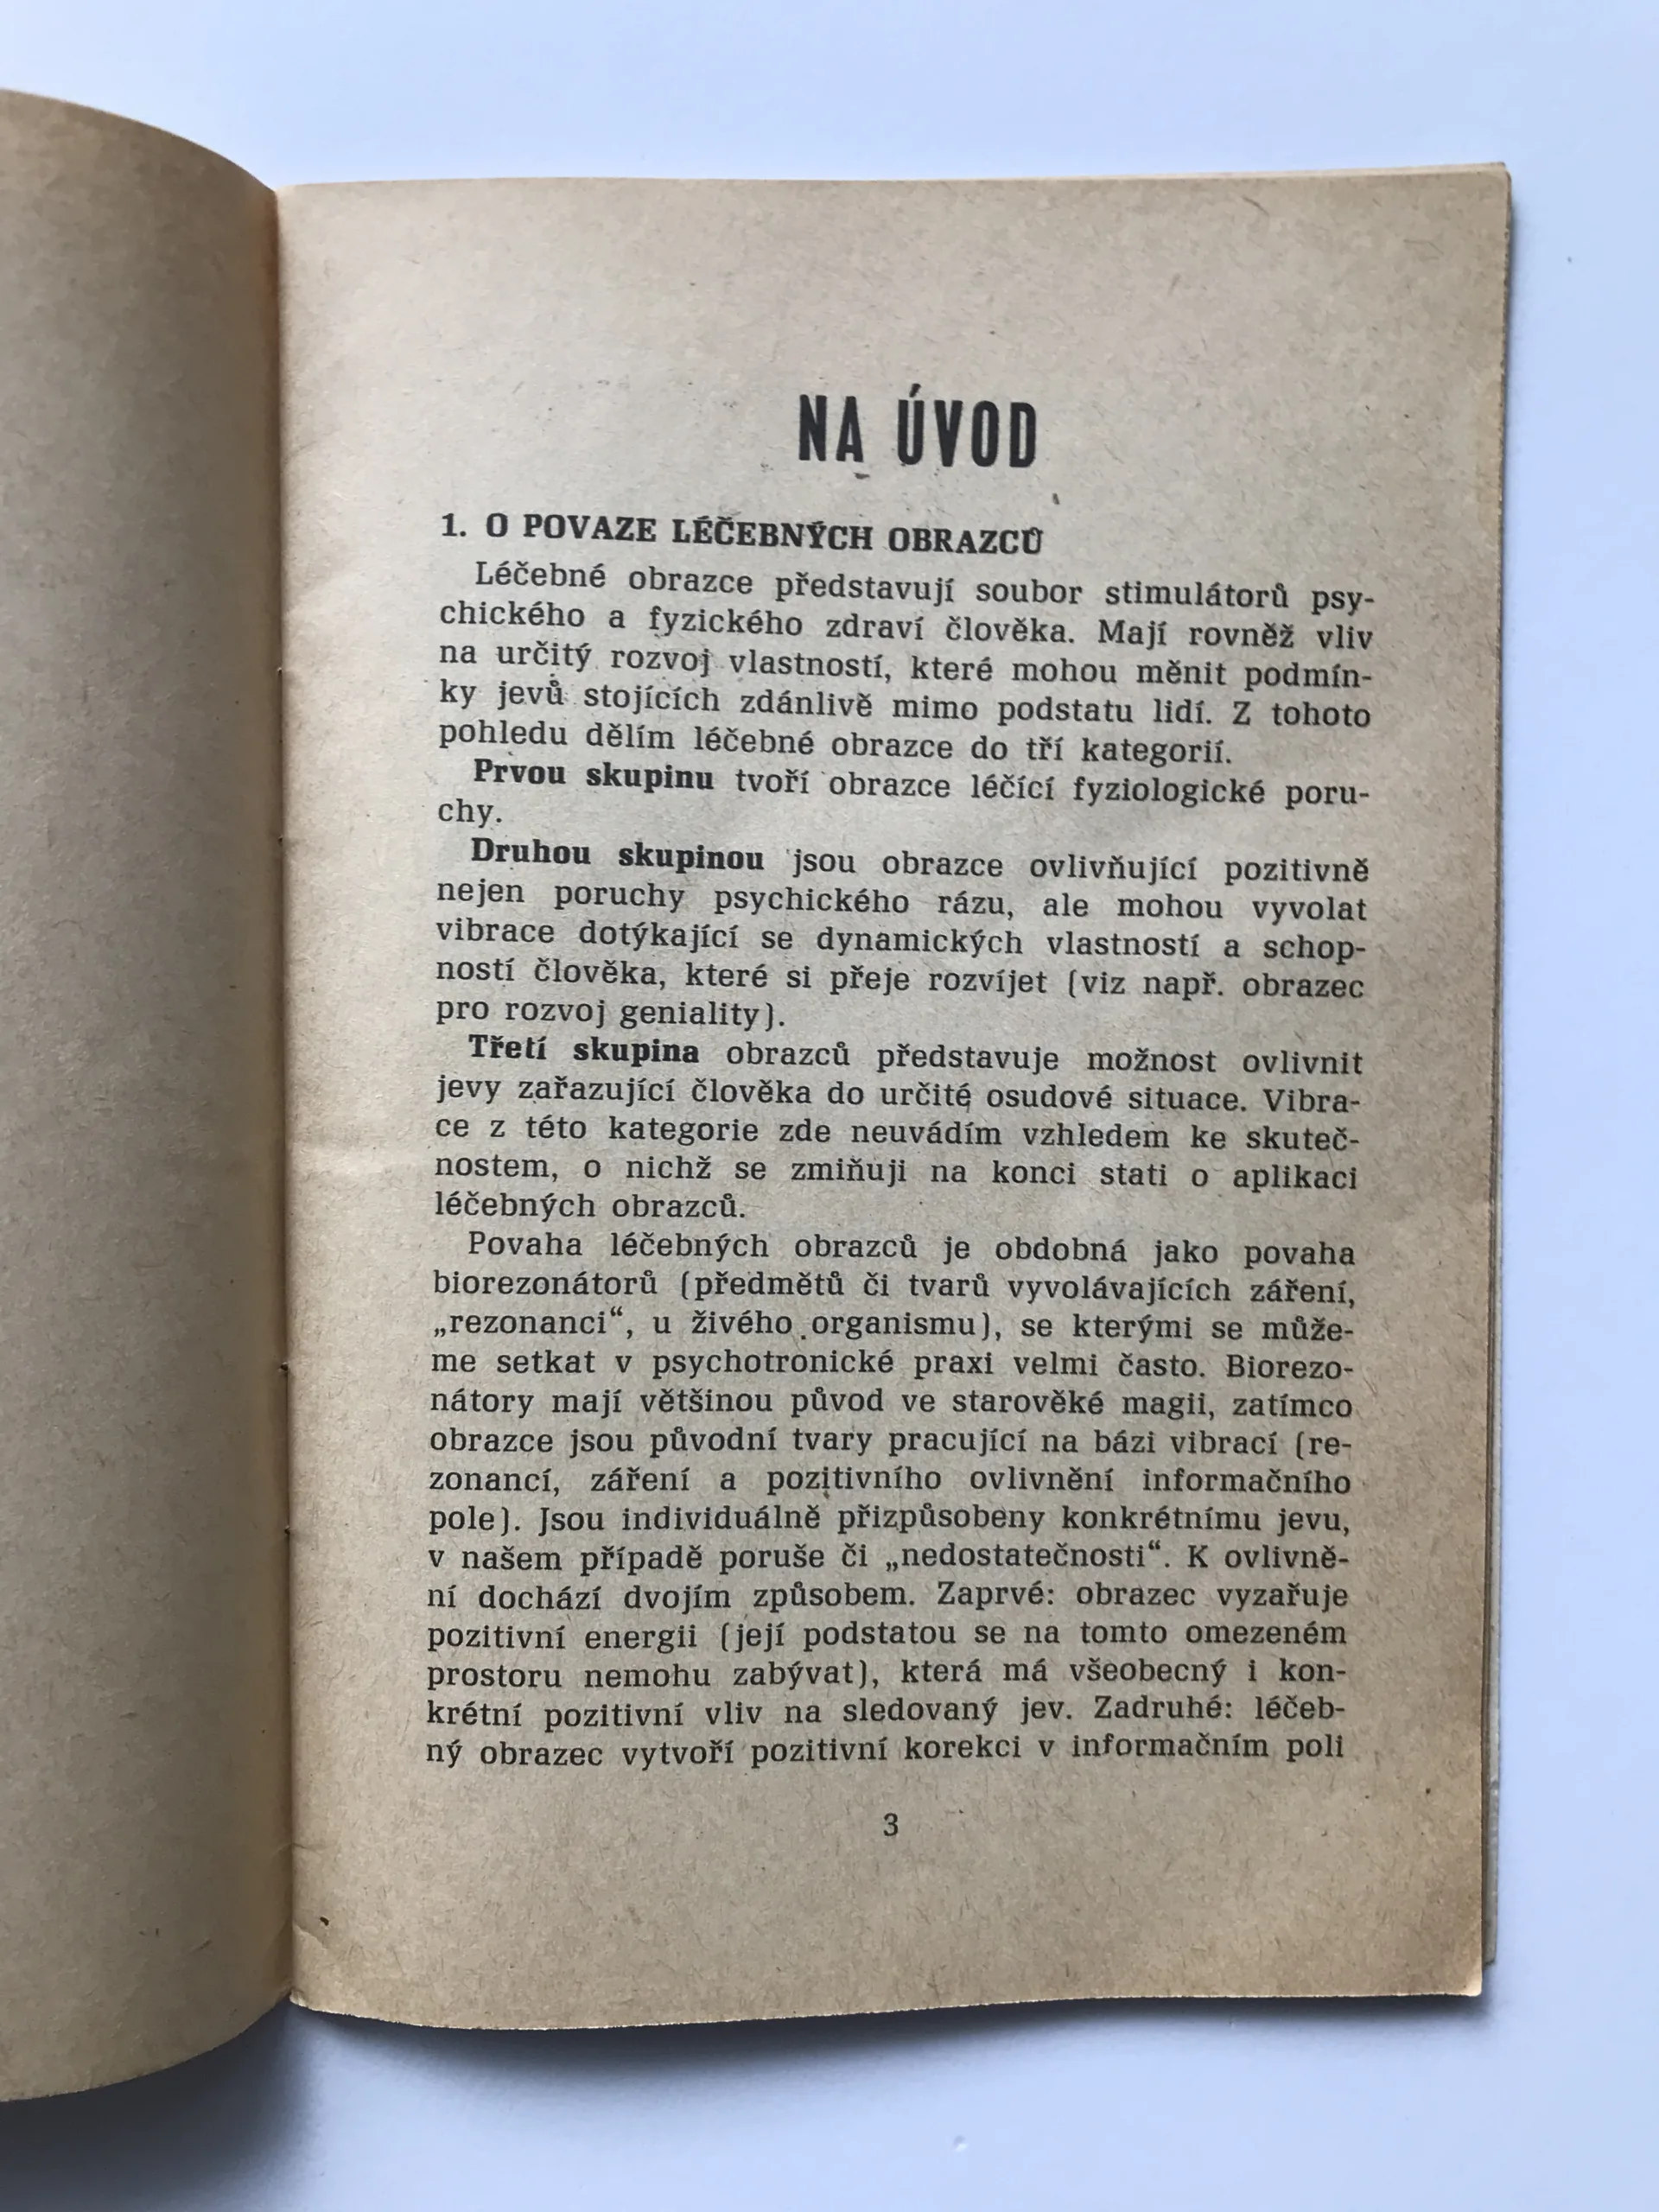 NA ÚVOD
1. O POVAZE LÉČEBNÝCH OBRAZCŮ
Léčebné obrazce představují soubor stimulátorů psy-
chického a fyzického zdraví člověka. Mají rovněž vliv
na určitý rozvoj vlastností, které mohou měnit podmín-
ky jevů stojících zdánlivě mimo podstatu lidí. Z tohoto
pohledu dělím léčebné obrazce do tří kategorií.
Prvou skupinu tvoří obrazce léčící fyziologické poru-
chy.
Druhou skupinou jsou obrazce ovlivňující pozitivně
nejen poruchy psychického rázu, ale mohou vyvolat
vibrace dotýkající se dynamických vlastností a schop-
ností člověka, které si přeje rozvíjet (viz např. obrazec
pro rozvoj geniality).
Třetí skupina obrazců představuje možnost ovlivnit
jevy zařazující člověka do určité osudové situace. Vibra-
ce z této kategorie zde neuvádím vzhledem ke skuteč-
nostem, o nichž se zmiňuji na konci stati o aplikaci
léčebných obrazců.
Povaha léčebných obrazců je obdobná jako povaha
biorezonátorů (předmětů či tvarů vyvolávajících záření,
„rezonanci“, u živého organismu), se kterými se může-
me setkat v psychotronické praxi velmi často. Biorezo-
nátory mají většinou původ ve starověké magii, zatímco
obrazce jsou původní tvary pracující na bázi vibrací (re-
zonancí, záření a pozitivního ovlivnění informačního
pole). Jsou individuálně přizpůsobeny konkrétnímu jevu,
v našem případě poruše či „nedostatečnosti“. K ovlivně-
ní dochází dvojím způsobem. Zaprvé: obrazec vyzařuje
pozitivní energii (její podstatou se na tomto omezeném
prostoru nemohu zabývat), která má všeobecný i kon-
krétní pozitivní vliv na sledovaný jev. Zadruhé: léčeb-
ný obrazec vytvoří pozitivní korekci v informačním poli
3